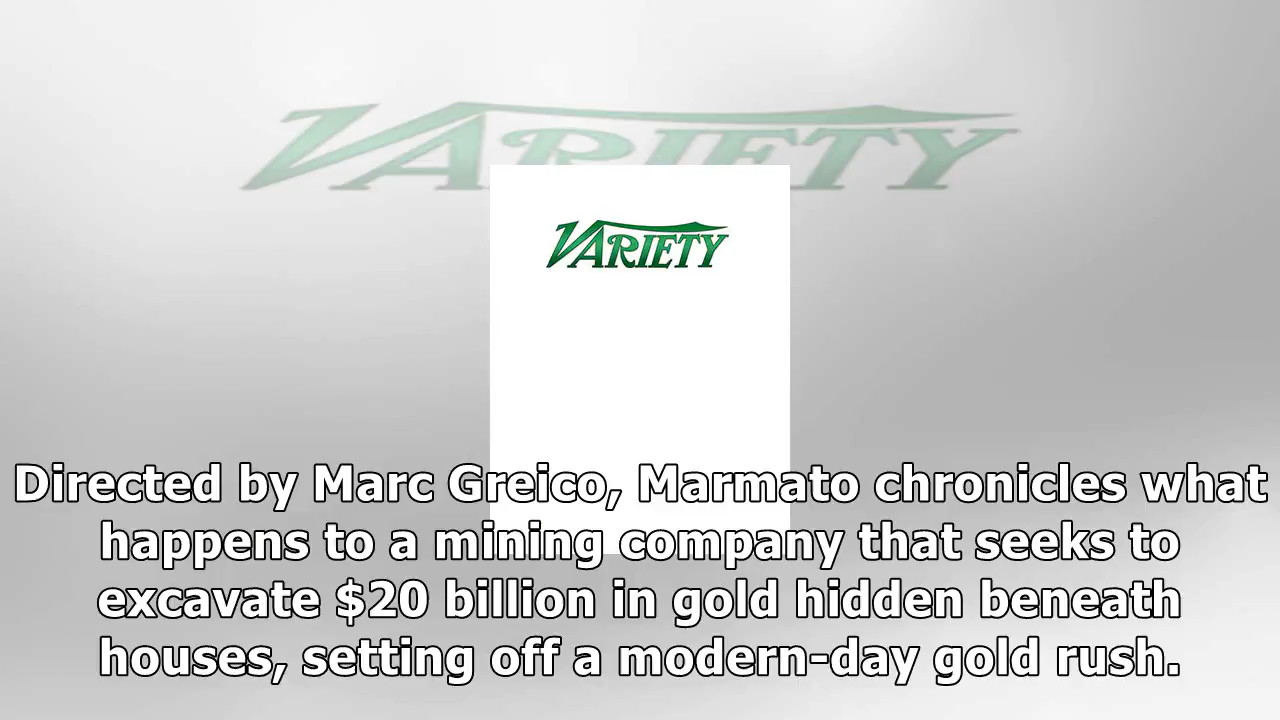 VARIETY
VARIETY
Directed by Marc Greico, Marmato chronicles what
happens to a mining company that seeks to
excavate $20 billion in gold hidden beneath
houses, setting off a modern-day gold rush.